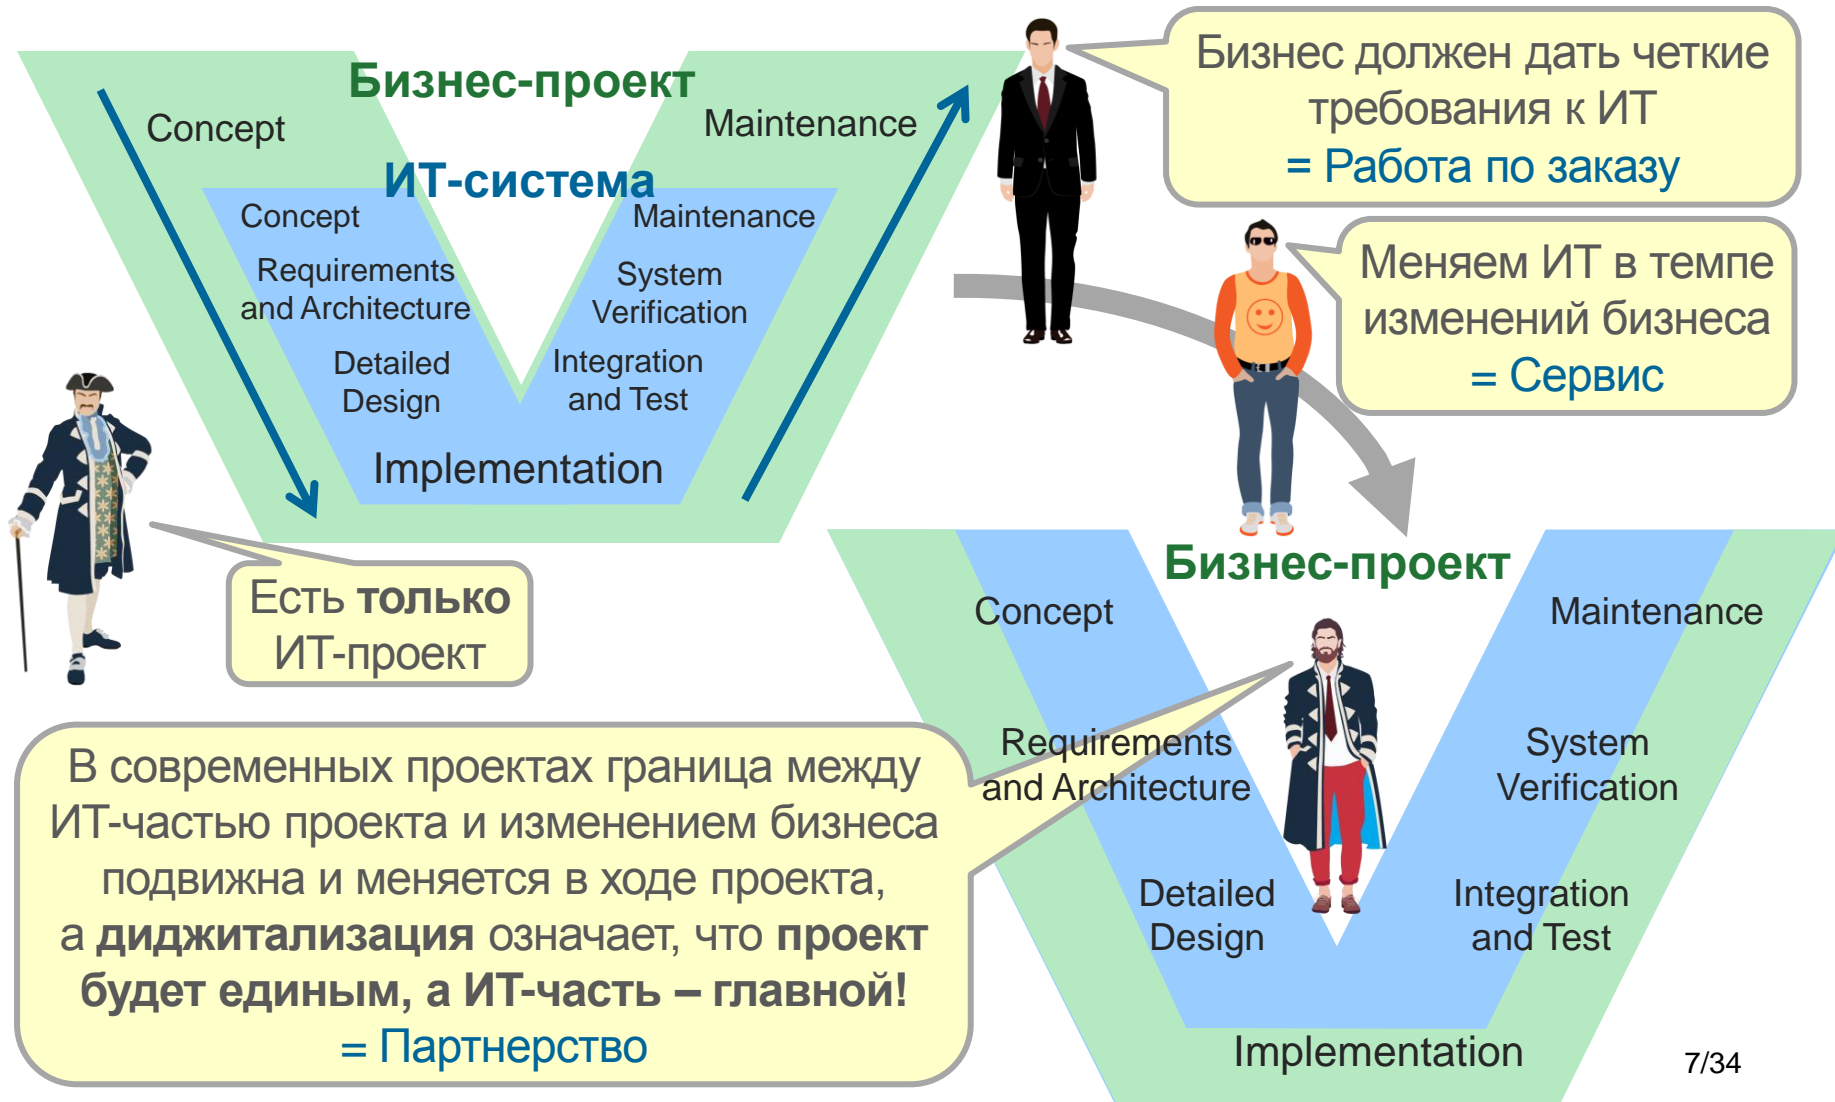 Бизнес-проект
Concept
Maintenance
ИТ-система
Concept
Maintenance
Requirements
and Architecture
System
Verification
Detailed
Design
Integration
and Test
Implementation
Бизнес должен дать четкие
требования к ИТ
= Работа по заказу
Меняем ИТ в темпе
изменений бизнеса
= Сервис
Есть только
ИТ-проект
Бизнес-проект
Concept
Maintenance
Requirements
and Architecture
System
Verification
Detailed
Design
Integration
and Test
Implementation
В современных проектах граница между
ИТ-частью проекта и изменением бизнеса
подвижна и меняется в ходе проекта,
а диджитализация означает, что проект
будет единым, а ИТ-часть – главной!
= Партнерство
7/34